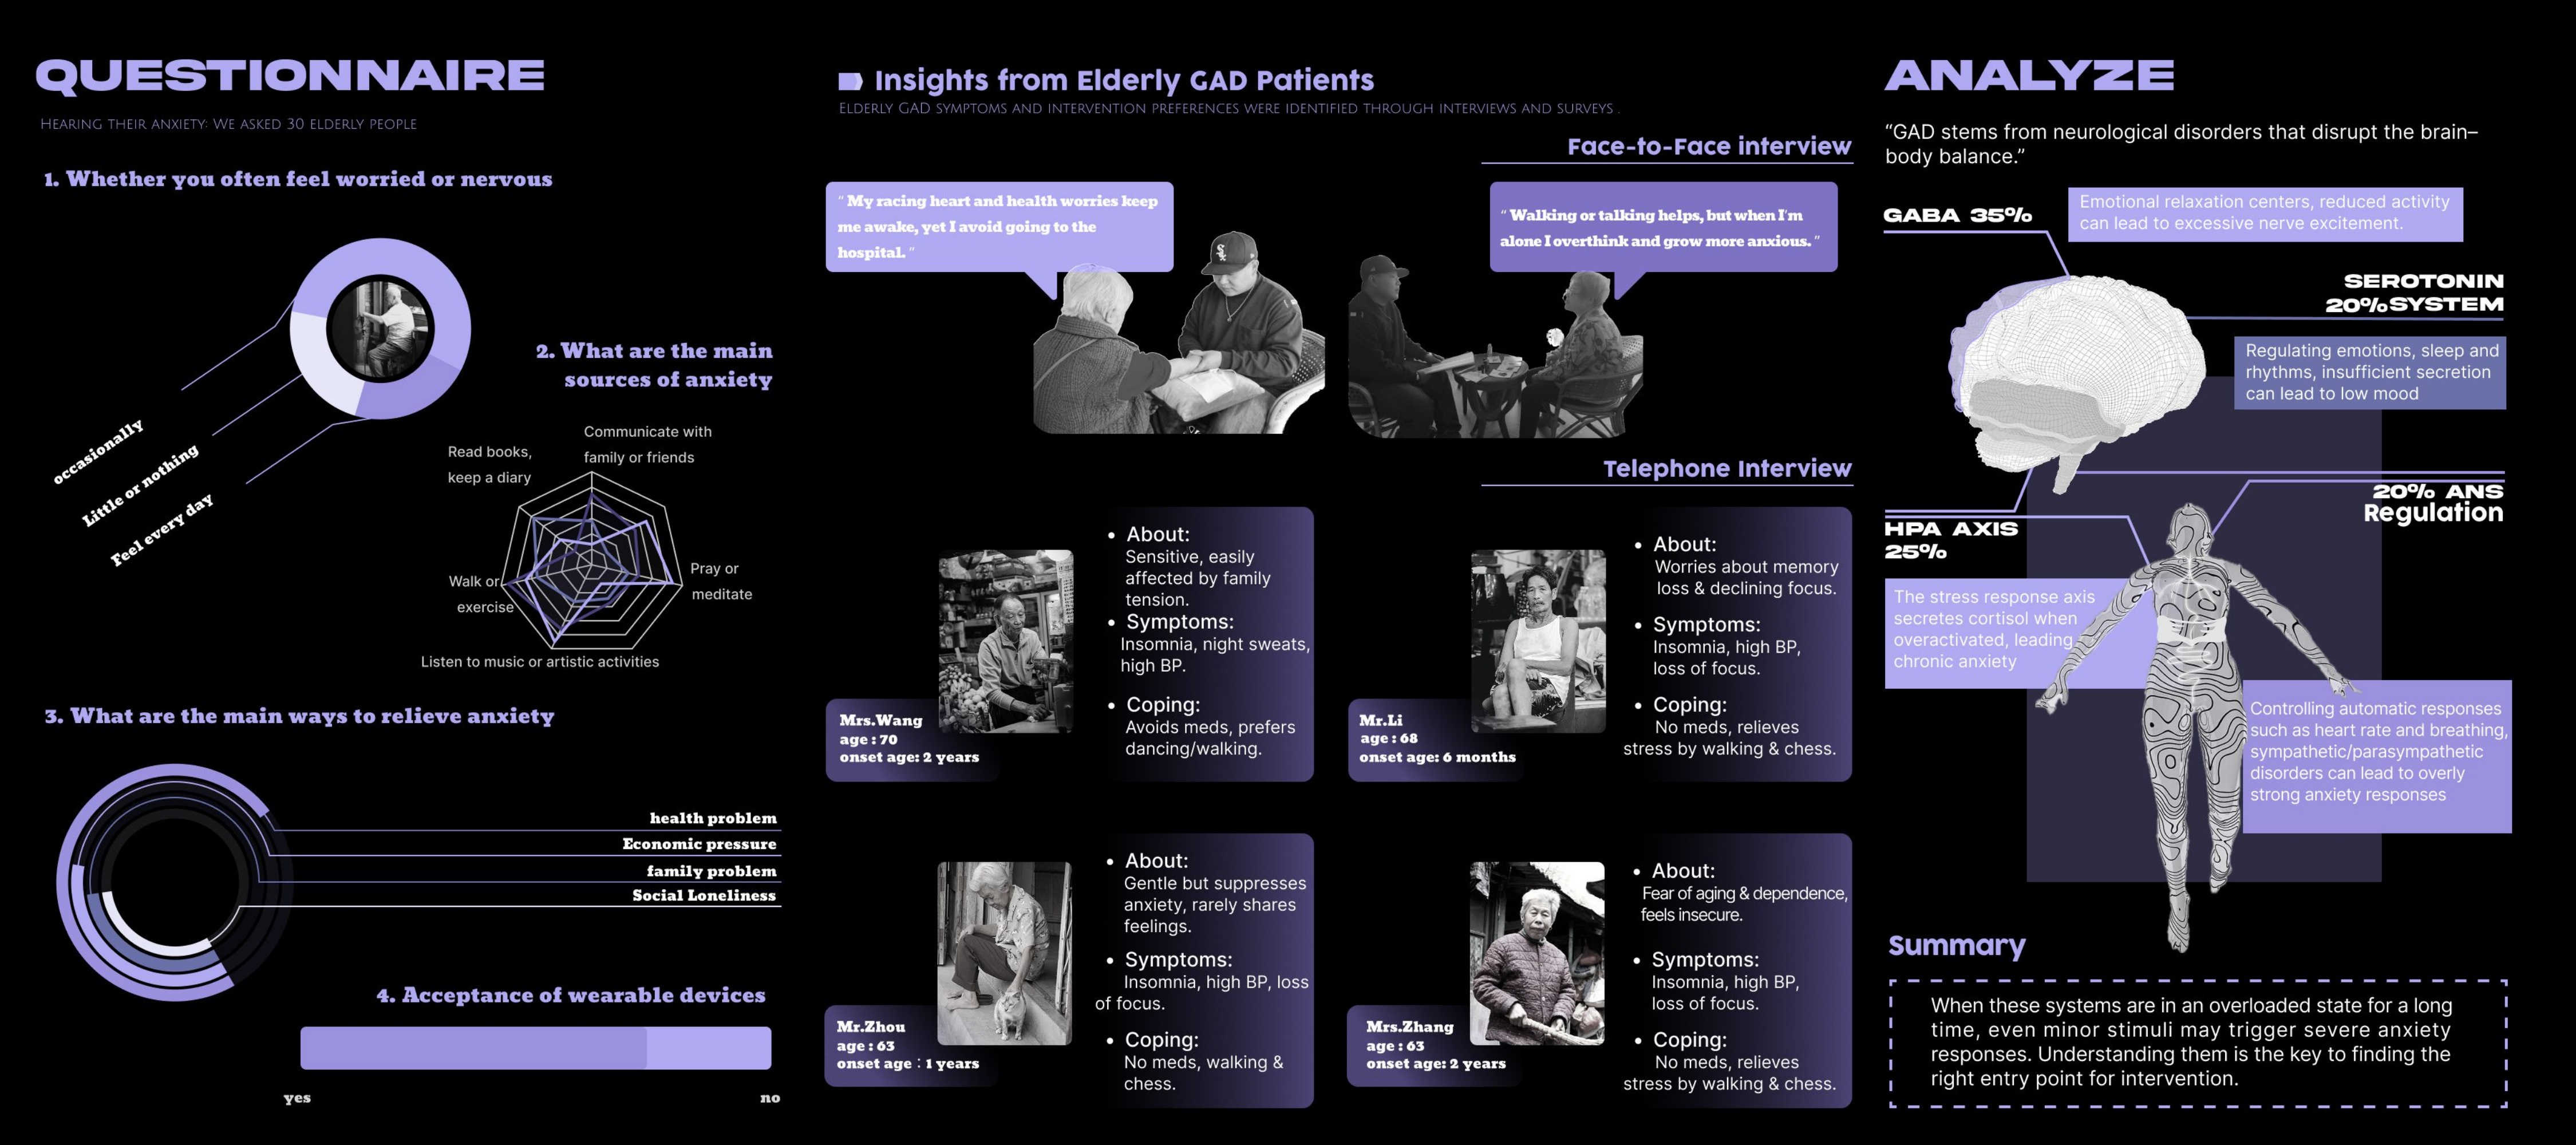 QUESTIONNAIRE
HEARING THEIR ANXIETY: WE ASKED 30 ELDERLY PEOPLE
1. Whether you often feel worried or nervous
occasionally
Little or nothing
Feel every day
2. What are the main
sources of anxiety
Communicate with
family or friends
Read books,
keep a diary
Pray or
meditate
Walk or
exercise
Listen to music or artistic activities
3. What are the main ways to relieve anxiety
health problem
Economic pressure
family problem
Social Loneliness
4. Acceptance of wearable devices
yes
no
Insights from Elderly GAD Patients
ELDERLY GAD SYMPTOMS AND INTERVENTION PREFERENCES WERE IDENTIFIED THROUGH INTERVIEWS AND SURVEYS .
Face-to-Face interview
“ My racing heart and health worries keep
me awake, yet I avoid going to the
hospital. ”
“ Walking or talking helps, but when I'm
alone I overthink and grow more anxious. ”
Telephone Interview
Mrs.Wang
age : 70
onset age: 2 years
• About:
Sensitive, easily
affected by family
tension.
• Symptoms:
Insomnia, night sweats,
high BP.
• Coping:
Avoids meds, prefers
dancing/walking.
Mr.Li
age : 68
onset age: 6 months
• About:
Worries about memory
loss & declining focus.
• Symptoms:
Insomnia, high BP,
loss of focus.
• Coping:
No meds, relieves
stress by walking & chess.
Mr.Zhou
age : 63
onset age : 1 years
• About:
Gentle but suppresses
anxiety, rarely shares
feelings.
• Symptoms:
Insomnia, high BP, loss
of focus.
• Coping:
No meds, walking &
chess.
Mrs.Zhang
age : 63
onset age: 2 years
• About:
Fear of aging & dependence,
feels insecure.
• Symptoms:
Insomnia, high BP,
loss of focus.
• Coping:
No meds, relieves
stress by walking & chess.
ANALYZE
“GAD stems from neurological disorders that disrupt the brain–
body balance.”
GABA 35%
Emotional relaxation centers, reduced activity
can lead to excessive nerve excitement.
SEROTONIN
20%SYSTEM
Regulating emotions, sleep and
rhythms, insufficient secretion
can lead to low mood
20% ANS
Regulation
HPA AXIS
25%
The stress response axis
secretes cortisol when
overactivated, leading
chronic anxiety
Controlling automatic responses
such as heart rate and breathing,
sympathetic/parasympathetic
disorders can lead to overly
strong anxiety responses
Summary
When these systems are in an overloaded state for a long
time, even minor stimuli may trigger severe anxiety
responses. Understanding them is the key to finding the
right entry point for intervention.